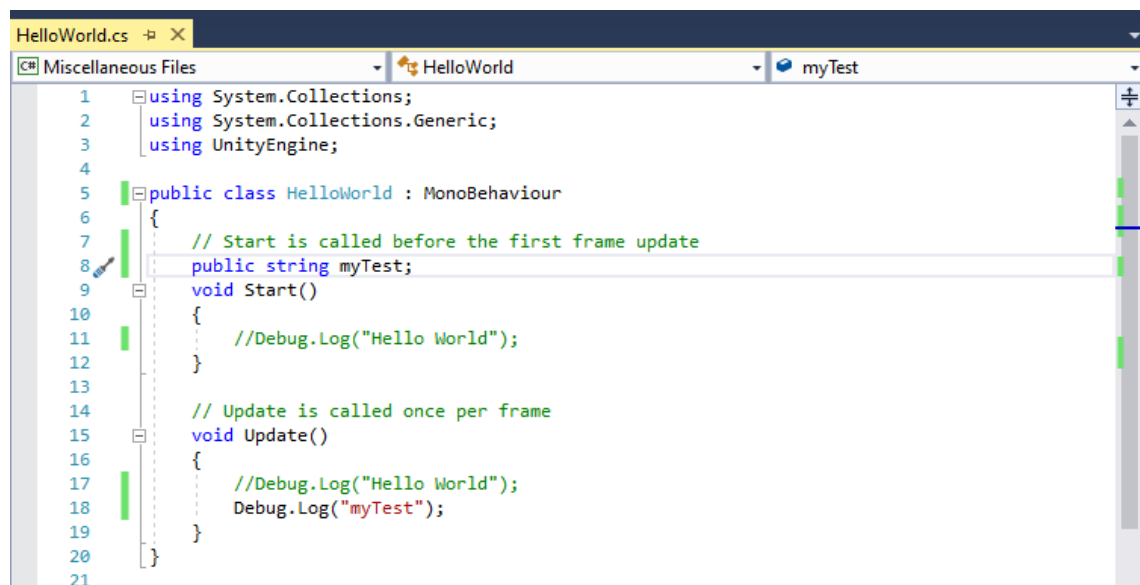 HelloWorld.cs
C# Miscellaneous Files HelloWorld myTest
1 using System.Collections;
2 using System.Collections.Generic;
3 using UnityEngine;
4
5 public class HelloWorld : MonoBehaviour
6 {
7 // Start is called before the first frame update
8 public string myTest;
9 void Start()
10 {
11 //Debug.Log("Hello World");
12 }
13
14 // Update is called once per frame
15 void Update()
16 {
17 //Debug.Log("Hello World");
18 Debug.Log("myTest");
19 }
20 }
21